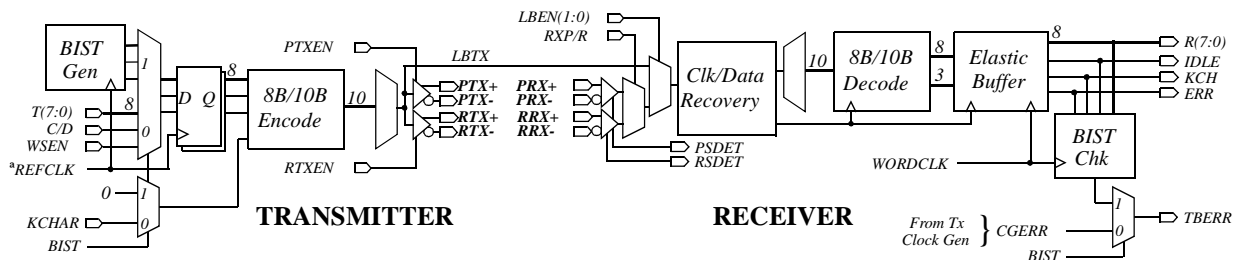 BIST
Gen
1
0
T(7:0)
8
C/D
WSEN
aREFCLK
D Q
8
8B/10B
Encode
10
0
1
0
KCHAR
BIST
PTXEN
RTXEN
LBTX
PTX+
PTX-
RTX+
RTX-
TRANSMITTER
LBEN(1:0)
RXP/R
PRX+
PRX-
RRX+
RRX-
PSDET
RSDET
Clk/Data
Recovery
10
8B/10B
Decode
8
3
Elastic
Buffer
8
R(7:0)
IDLE
KCH
ERR
WORDCLK
BIST
Chk
RECEIVER
From Tx
Clock Gen
}
CGERR
1
0
TBERR
BIST